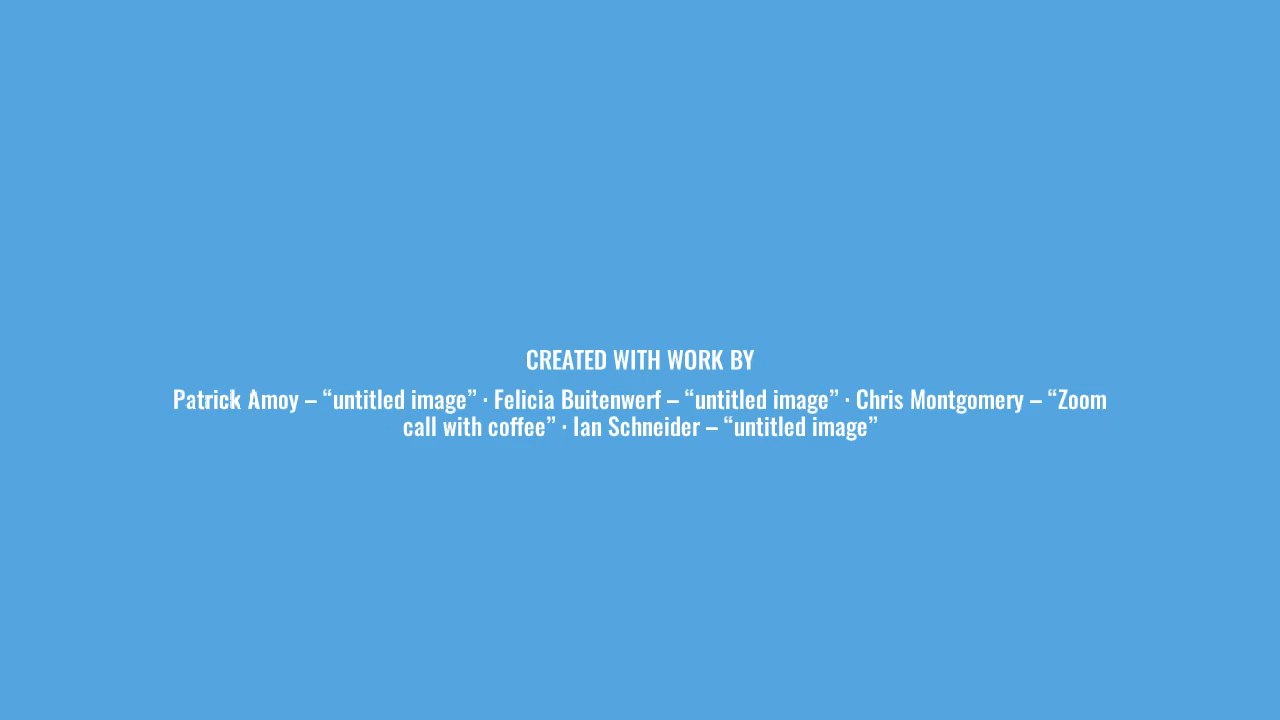 CREATED WITH WORK BY
Patrick Amoy – “untitled image” · Felicia Buitenwerf – “untitled image” · Chris Montgomery – “Zoom
call with coffee” · Ian Schneider – “untitled image”